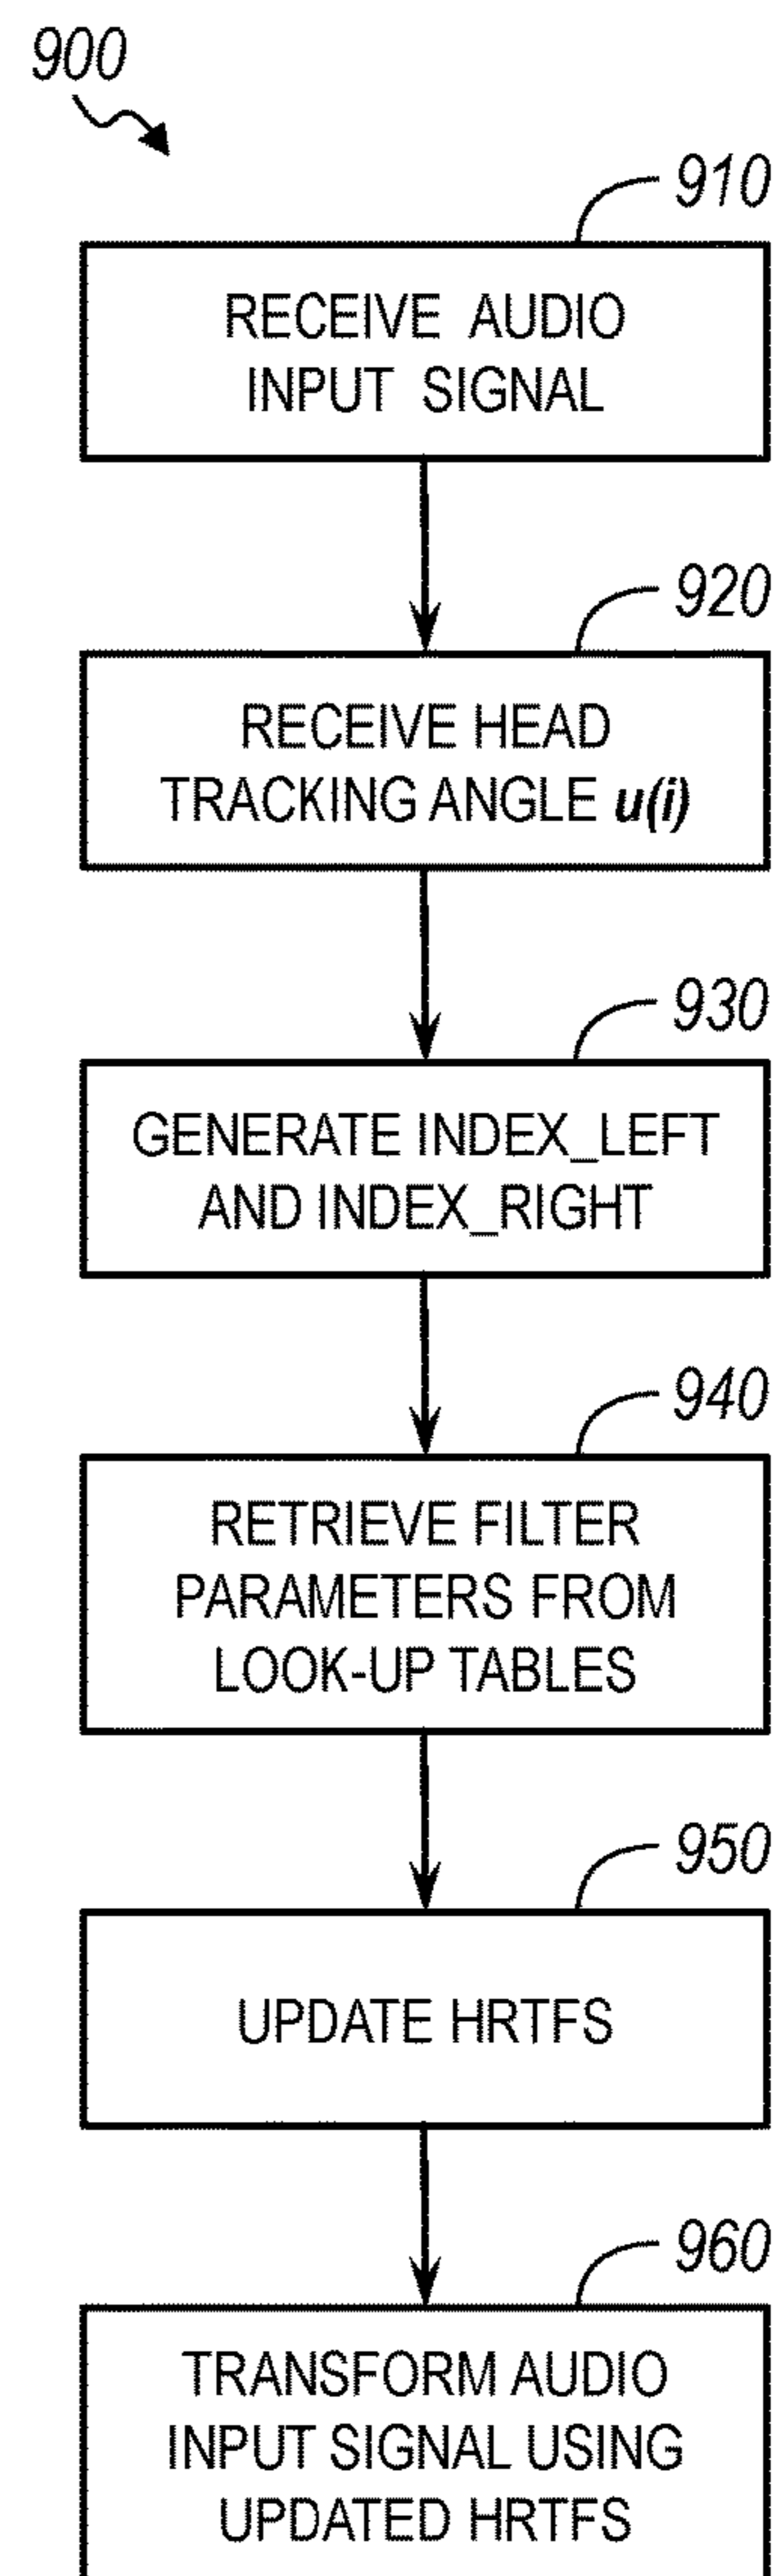 900
910
RECEIVE AUDIO
INPUT SIGNAL
920
RECEIVE HEAD
TRACKING ANGLE u(i)
930
GENERATE INDEX_LEFT
AND INDEX_RIGHT
940
RETRIEVE FILTER
PARAMETERS FROM
LOOK-UP TABLES
950
UPDATE HRTFS
960
TRANSFORM AUDIO
INPUT SIGNAL USING
UPDATED HRTFS